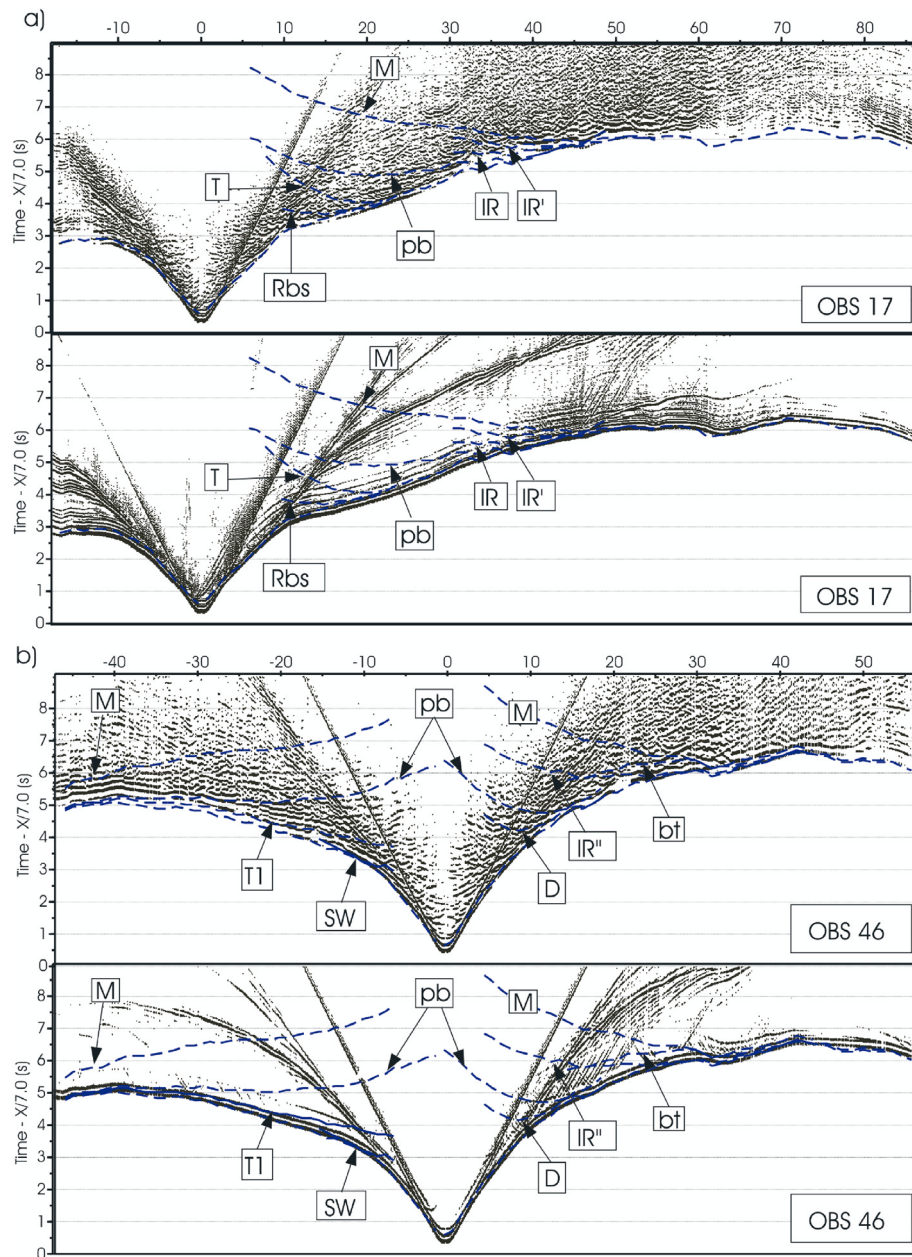 a)
-10 0 10 20 30 40 50 60 70 80
Time - X/7.0 (s)
8
7
6
5
4
3
2
1
0
M
T
IR
IR'
pb
Rbs
OBS 17
Time - X/7.0 (s)
8
7
6
5
4
3
2
1
0
M
T
IR
IR'
pb
Rbs
OBS 17
b)
-40 -30 -20 -10 0 10 20 30 40 50
Time - X/7.0 (s)
8
7
6
5
4
3
2
1
0
M
pb
M
T1
SW
IR"
bt
D
OBS 46
Time - X/7.0 (s)
8
7
6
5
4
3
2
1
0
M
pb
M
T1
SW
IR"
bt
D
OBS 46